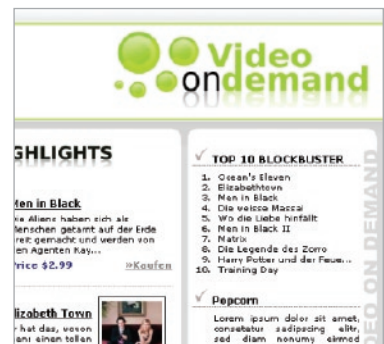 Video
ondemand
GHLIGHTS
Men in Black
ie Aliens haben sich als
Menschen getarnt auf der Erde
reit gemacht und werden von
en Agenten Kay...
Price $2.99 »Kaufen
lizabeth Town
hat das, wovon
einen tollen
TOP 10 BLOCKBUSTER
1. Ocean's Eleven
2. Elizabethtown
3. Men in Black
4. Die weisse Massai
5. Wo die Liebe hinfällt
6. Men in Black II
7. Matrix
8. Die Legende des Zorro
9. Harry Potter und der Feue...
10. Training Day
Popcorn
Lorem ipsum dolor sit amet,
consetetur sadipscing elitr,
sed diam nonumy eirmod
VIDEO ON DEMAND